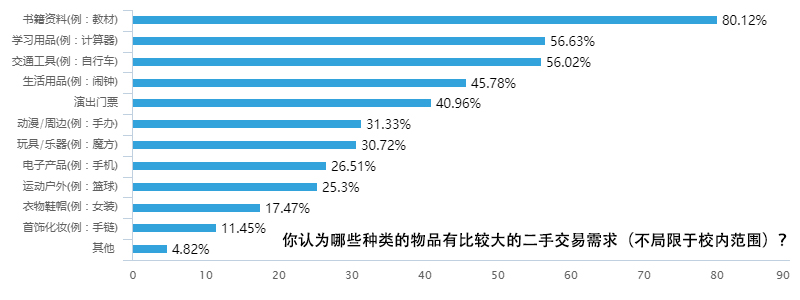 书籍资料(例：教材) 80.12%
学习用品(例：计算器) 56.63%
交通工具(例：自行车) 56.02%
生活用品(例：闹钟) 45.78%
演出门票 40.96%
动漫/周边(例：手办) 31.33%
玩具/乐器(例：魔方) 30.72%
电子产品(例：手机) 26.51%
运动户外(例：篮球) 25.3%
衣物鞋帽(例：女装) 17.47%
首饰化妆(例：手链) 11.45%
你认为哪些种类的物品有比较大的二手交易需求（不局限于校内范围）？
其他 4.82%
0 10 20 30 40 50 60 70 80 90